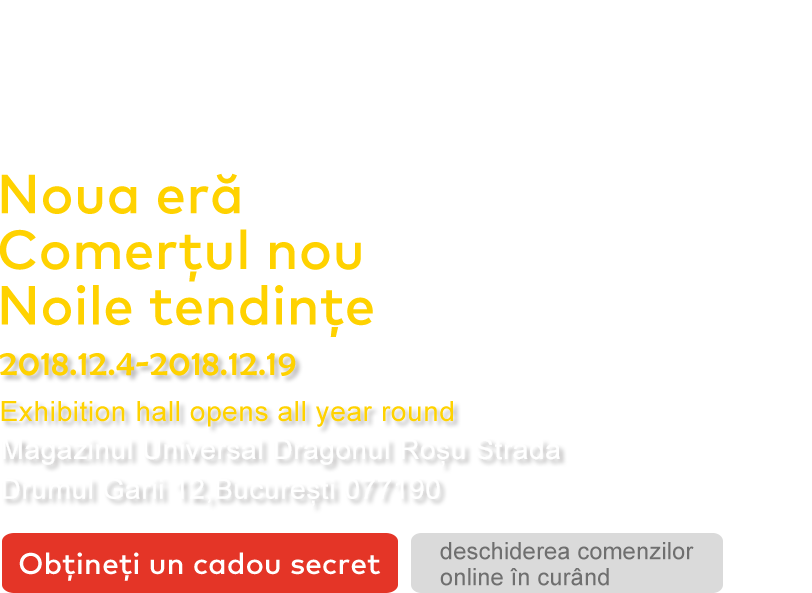 Noua eră
Comerțul nou
Noile tendințe
2018.12.4-2018.12.19
Exhibition hall opens all year round
Magazinul Universal Dragonul Roșu Strada
Drumul Garii 12,București 077190
Obțineți un cadou secret
deschiderea comenzilor
online în curând